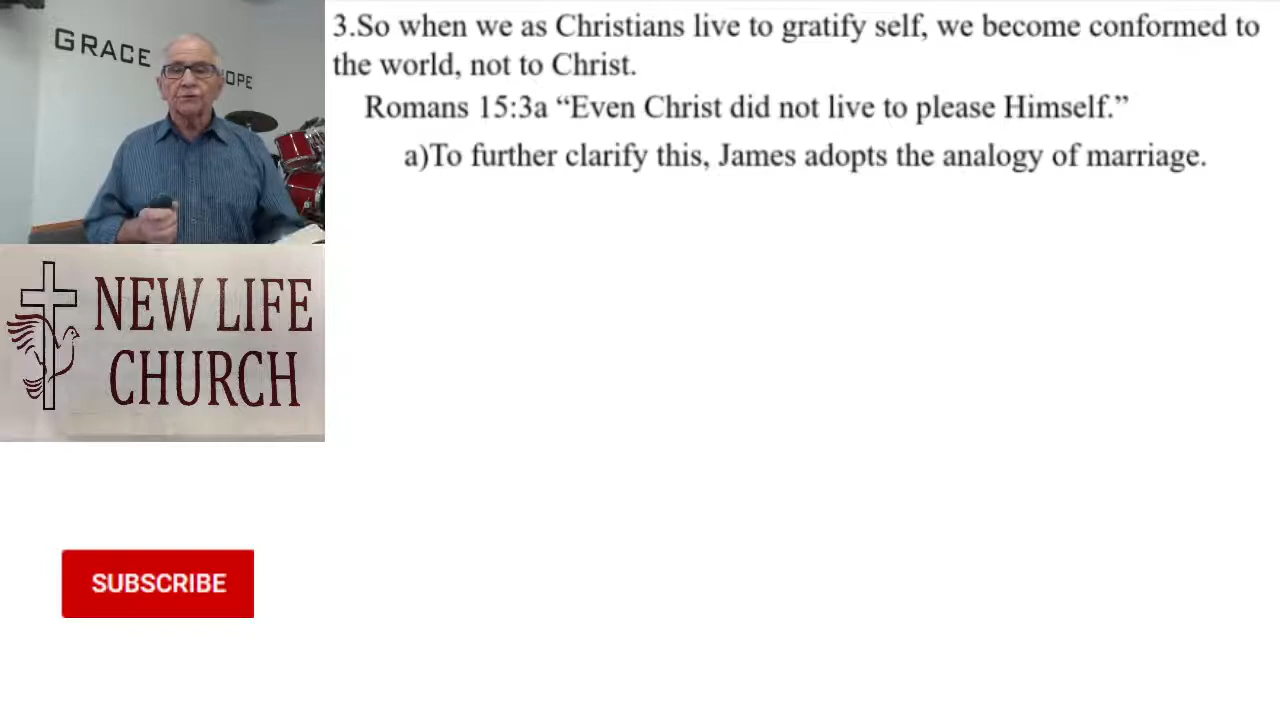 GRACE
OPE
3.So when we as Christians live to gratify self, we become conformed to
the world, not to Christ.
Romans 15:3a “Even Christ did not live to please Himself.”
a)To further clarify this, James adopts the analogy of marriage.
NEW LIFE
CHURCH
SUBSCRIBE